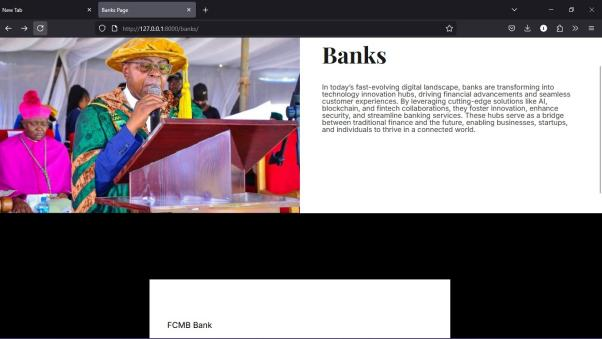 New Tab
Banks Page
http://127.0.0.1:8000/banks/
Banks
In today's fast-evolving digital landscape, banks are transforming into
technology innovation hubs, driving financial advancements and seamless
customer experiences. By leveraging cutting-edge solutions like AI,
blockchain, and fintech collaborations, they foster innovation, enhance
security, and streamline banking services. These hubs serve as a bridge
between traditional finance and the future, enabling businesses, startups,
and individuals to thrive in a connected world.
FCMB Bank